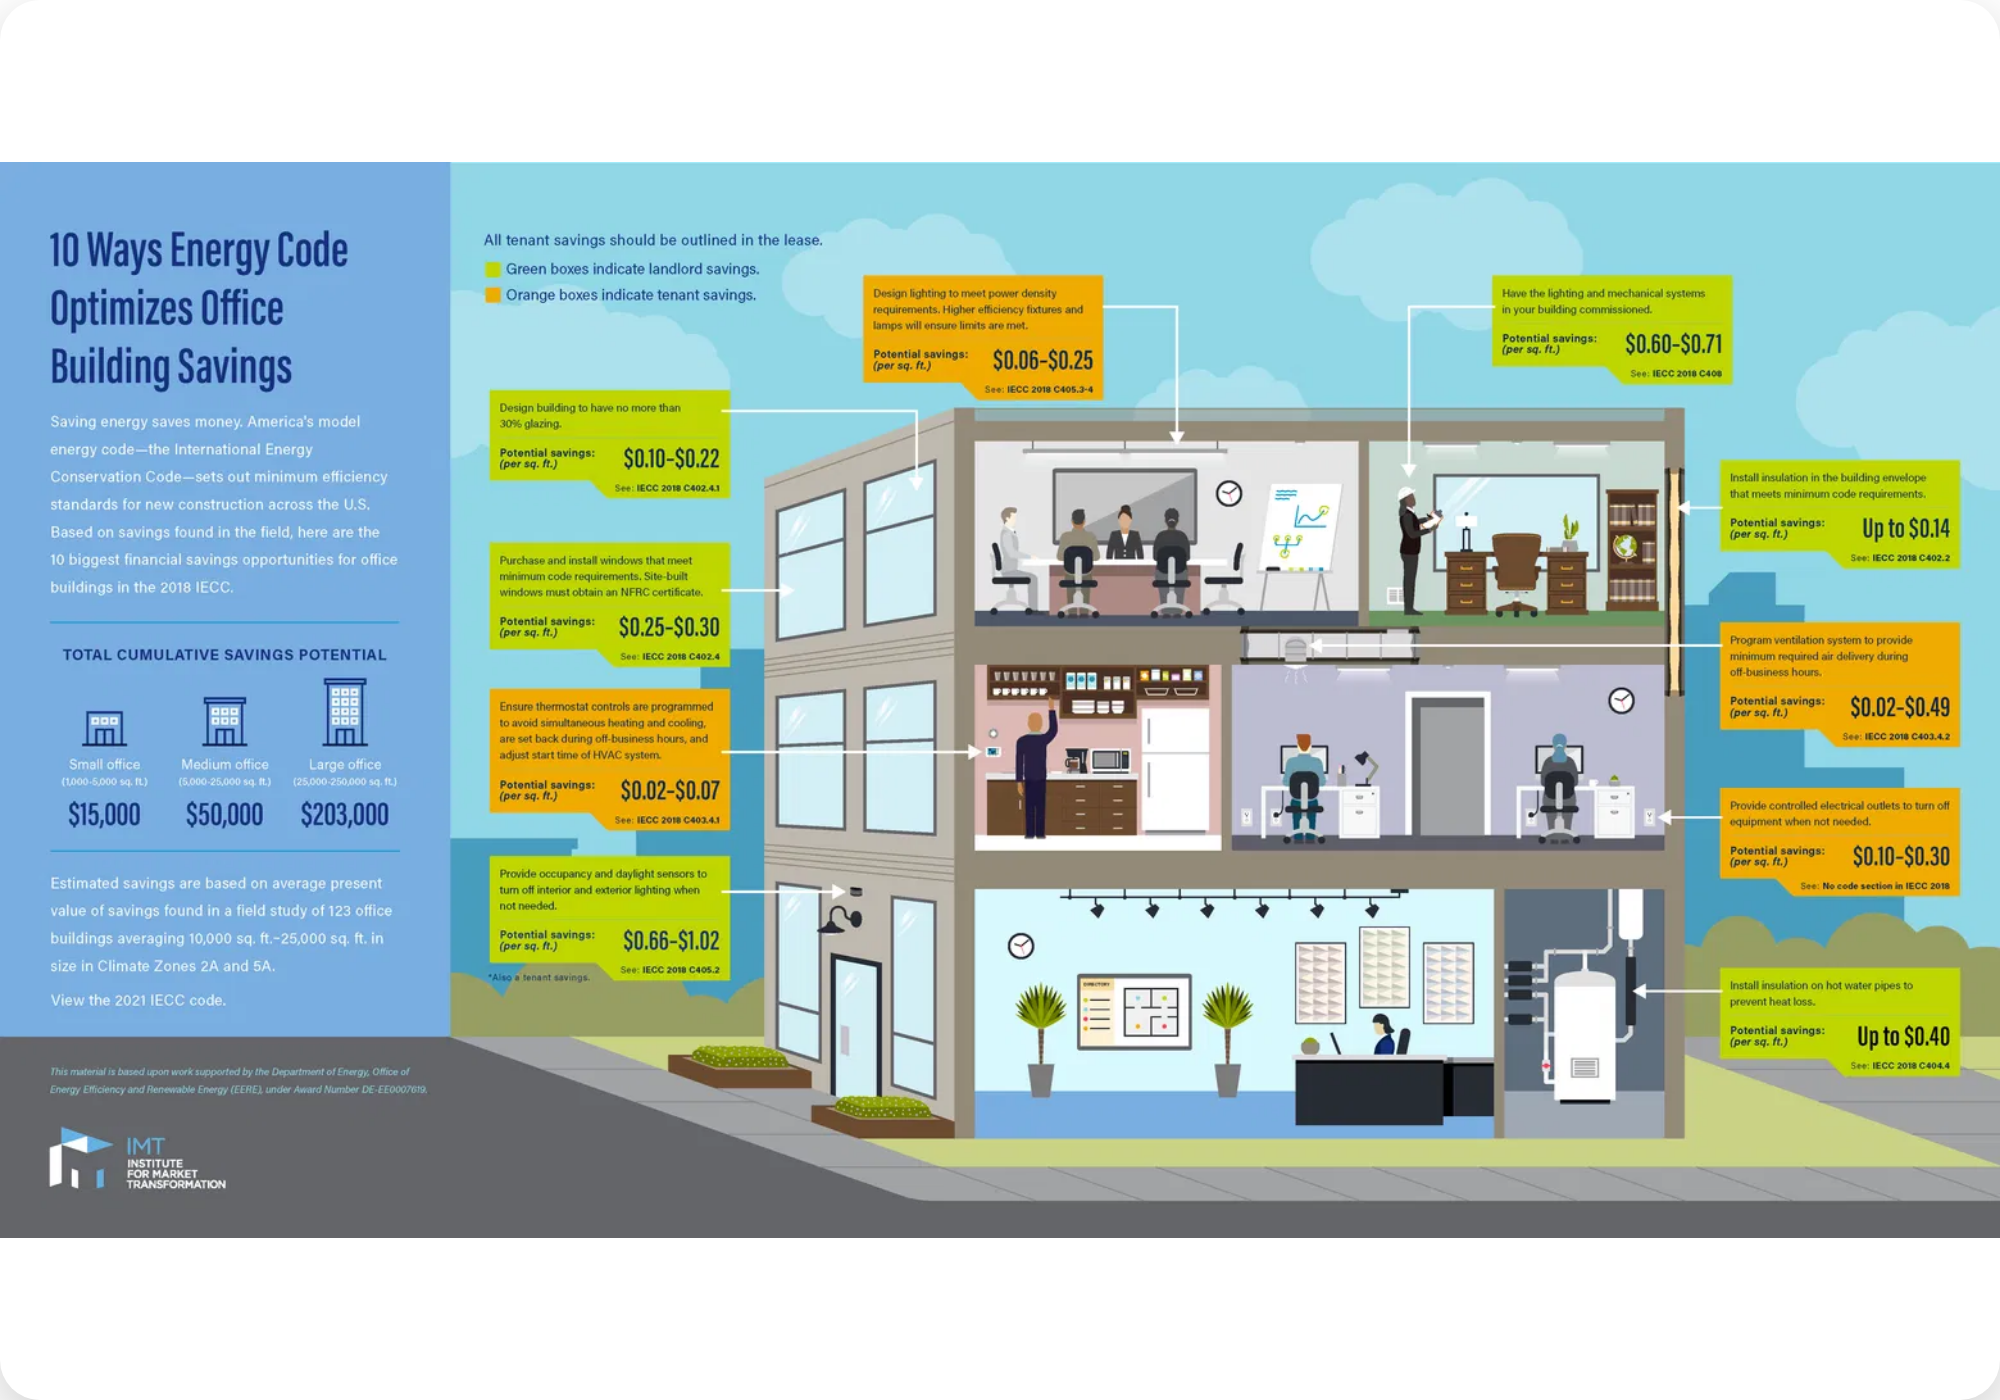 10 Ways Energy Code
Optimizes Office
Building Savings
Saving energy saves money. America's model
energy code—the International Energy
Conservation Code—sets out minimum efficiency
standards for new construction across the U.S.
Based on savings found in the field, here are the
10 biggest financial savings opportunities for office
buildings in the 2018 IECC.
TOTAL CUMULATIVE SAVINGS POTENTIAL
Small office
(1,000-5,000 sq. ft.)
$15,000
Medium office
(5,000-25,000 sq. ft.)
$50,000
Large office
(25,000-250,000 sq. ft.)
$203,000
Estimated savings are based on average present
value of savings found in a field study of 123 office
buildings averaging 10,000 sq. ft.–25,000 sq. ft. in
size in Climate Zones 2A and 5A.
View the 2021 IECC code.
This material is based upon work supported by the Department of Energy, Office of
Energy Efficiency and Renewable Energy (EERE), under Award Number DE-EE0007619.
IMT
INSTITUTE
FOR MARKET
TRANSFORMATION
All tenant savings should be outlined in the lease.
Green boxes indicate landlord savings.
Orange boxes indicate tenant savings.
Design building to have no more than
30% glazing.
Potential savings:
(per sq. ft.)
$0.10–$0.22
See: IECC 2018 C402.4.1
Purchase and install windows that meet
minimum code requirements. Site-built
windows must obtain an NFRC certificate.
Potential savings:
(per sq. ft.)
$0.25–$0.30
See: IECC 2018 C402.4
Ensure thermostat controls are programmed
to avoid simultaneous heating and cooling,
are set back during off-business hours, and
adjust start time of HVAC system.
Potential savings:
(per sq. ft.)
$0.02–$0.07
See: IECC 2018 C403.4.1
Provide occupancy and daylight sensors to
turn off interior and exterior lighting when
not needed.
Potential savings:
(per sq. ft.)
$0.66–$1.02
See: IECC 2018 C405.2
*Also a tenant savings.
Design lighting to meet power density
requirements. Higher efficiency fixtures and
lamps will ensure limits are met.
Potential savings:
(per sq. ft.)
$0.06–$0.25
See: IECC 2018 C405.3-4
Have the lighting and mechanical systems
in your building commissioned.
Potential savings:
(per sq. ft.)
$0.60–$0.71
See: IECC 2018 C408
Install insulation in the building envelope
that meets minimum code requirements.
Potential savings:
(per sq. ft.)
Up to $0.14
See: IECC 2018 C402.2
Program ventilation system to provide
minimum required air delivery during
off-business hours.
Potential savings:
(per sq. ft.)
$0.02–$0.49
See: IECC 2018 C403.4.2
Provide controlled electrical outlets to turn off
equipment when not needed.
Potential savings:
(per sq. ft.)
$0.10–$0.30
See: No code section in IECC 2018
Install insulation on hot water pipes to
prevent heat loss.
Potential savings:
(per sq. ft.)
Up to $0.40
See: IECC 2018 C404.4
DIRECTORY